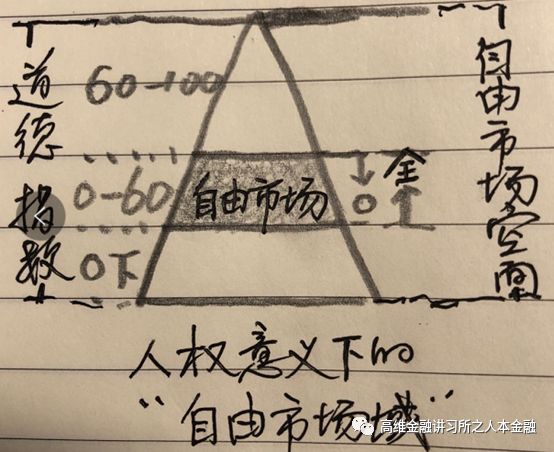 道德指数
60-100
0-60
0下
自由市场
0
全
自由市场空间
人权意义下的
“自由市场域”
高维金融讲习所之人本金融